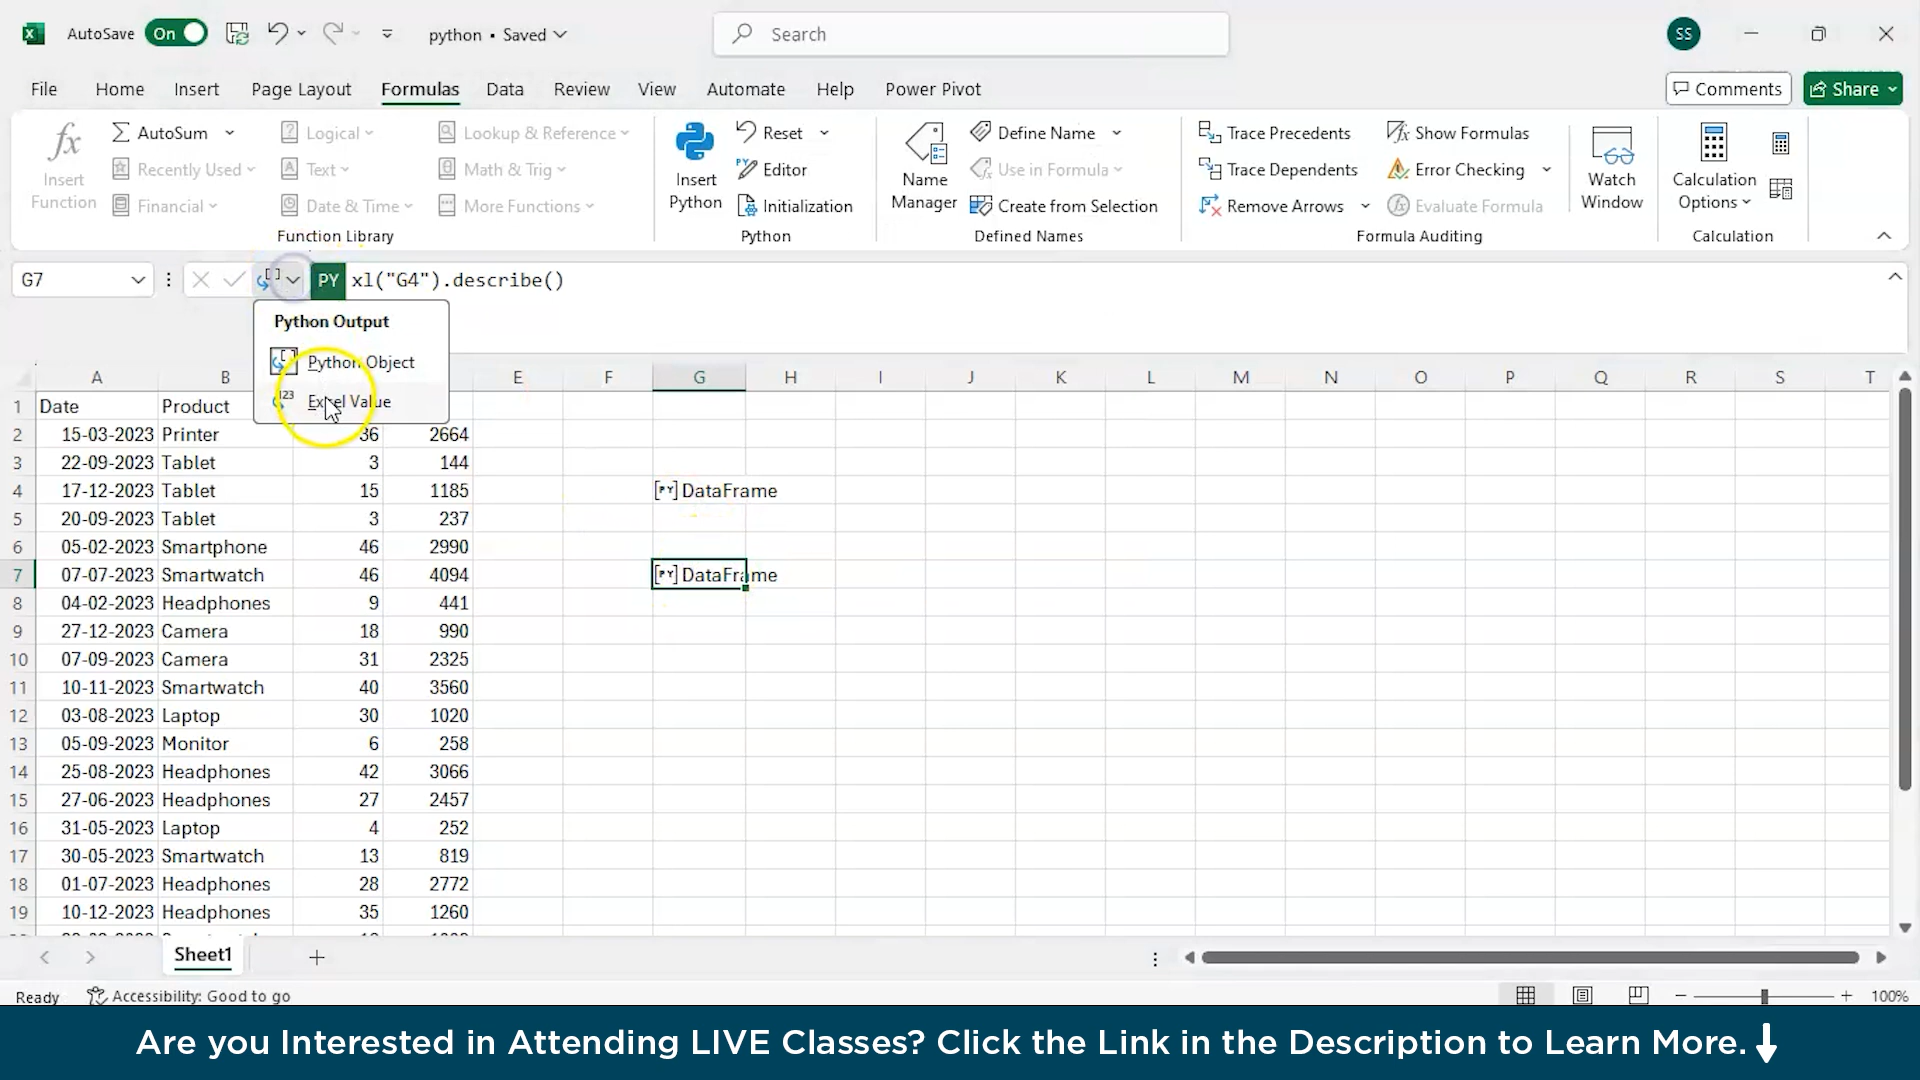 AutoSave On python • Saved Search SS
File Home Insert Page Layout Formulas Data Review View Automate Help Power Pivot Comments Share
fx Insert Function
AutoSum Logical Lookup & Reference
Recently Used Text Math & Trig
Financial Date & Time More Functions
Function Library
Insert Python
Reset
Editor
Initialization
Python
Name Manager
Define Name
Use in Formula
Create from Selection
Defined Names
Trace Precedents Show Formulas
Trace Dependents Error Checking
Remove Arrows Evaluate Formula
Formula Auditing
Watch Window
Calculation Options
Calculation
G7 PY xl("G4").describe()
Python Output
Python Object
Excel Value
A B E F G H I J K L M N O P Q R S T
1 Date Product
2 15-03-2023 Printer 36 2664
3 22-09-2023 Tablet 3 144
4 17-12-2023 Tablet 15 1185 [PY] DataFrame
5 20-09-2023 Tablet 3 237
6 05-02-2023 Smartphone 46 2990
7 07-07-2023 Smartwatch 46 4094 [PY] DataFrame
8 04-02-2023 Headphones 9 441
9 27-12-2023 Camera 18 990
10 07-09-2023 Camera 31 2325
11 10-11-2023 Smartwatch 40 3560
12 03-08-2023 Laptop 30 1020
13 05-09-2023 Monitor 6 258
14 25-08-2023 Headphones 42 3066
15 27-06-2023 Headphones 27 2457
16 31-05-2023 Laptop 4 252
17 30-05-2023 Smartwatch 13 819
18 01-07-2023 Headphones 28 2772
19 10-12-2023 Headphones 35 1260
Sheet1
Ready Accessibility: Good to go 100%
Are you Interested in Attending LIVE Classes? Click the Link in the Description to Learn More.